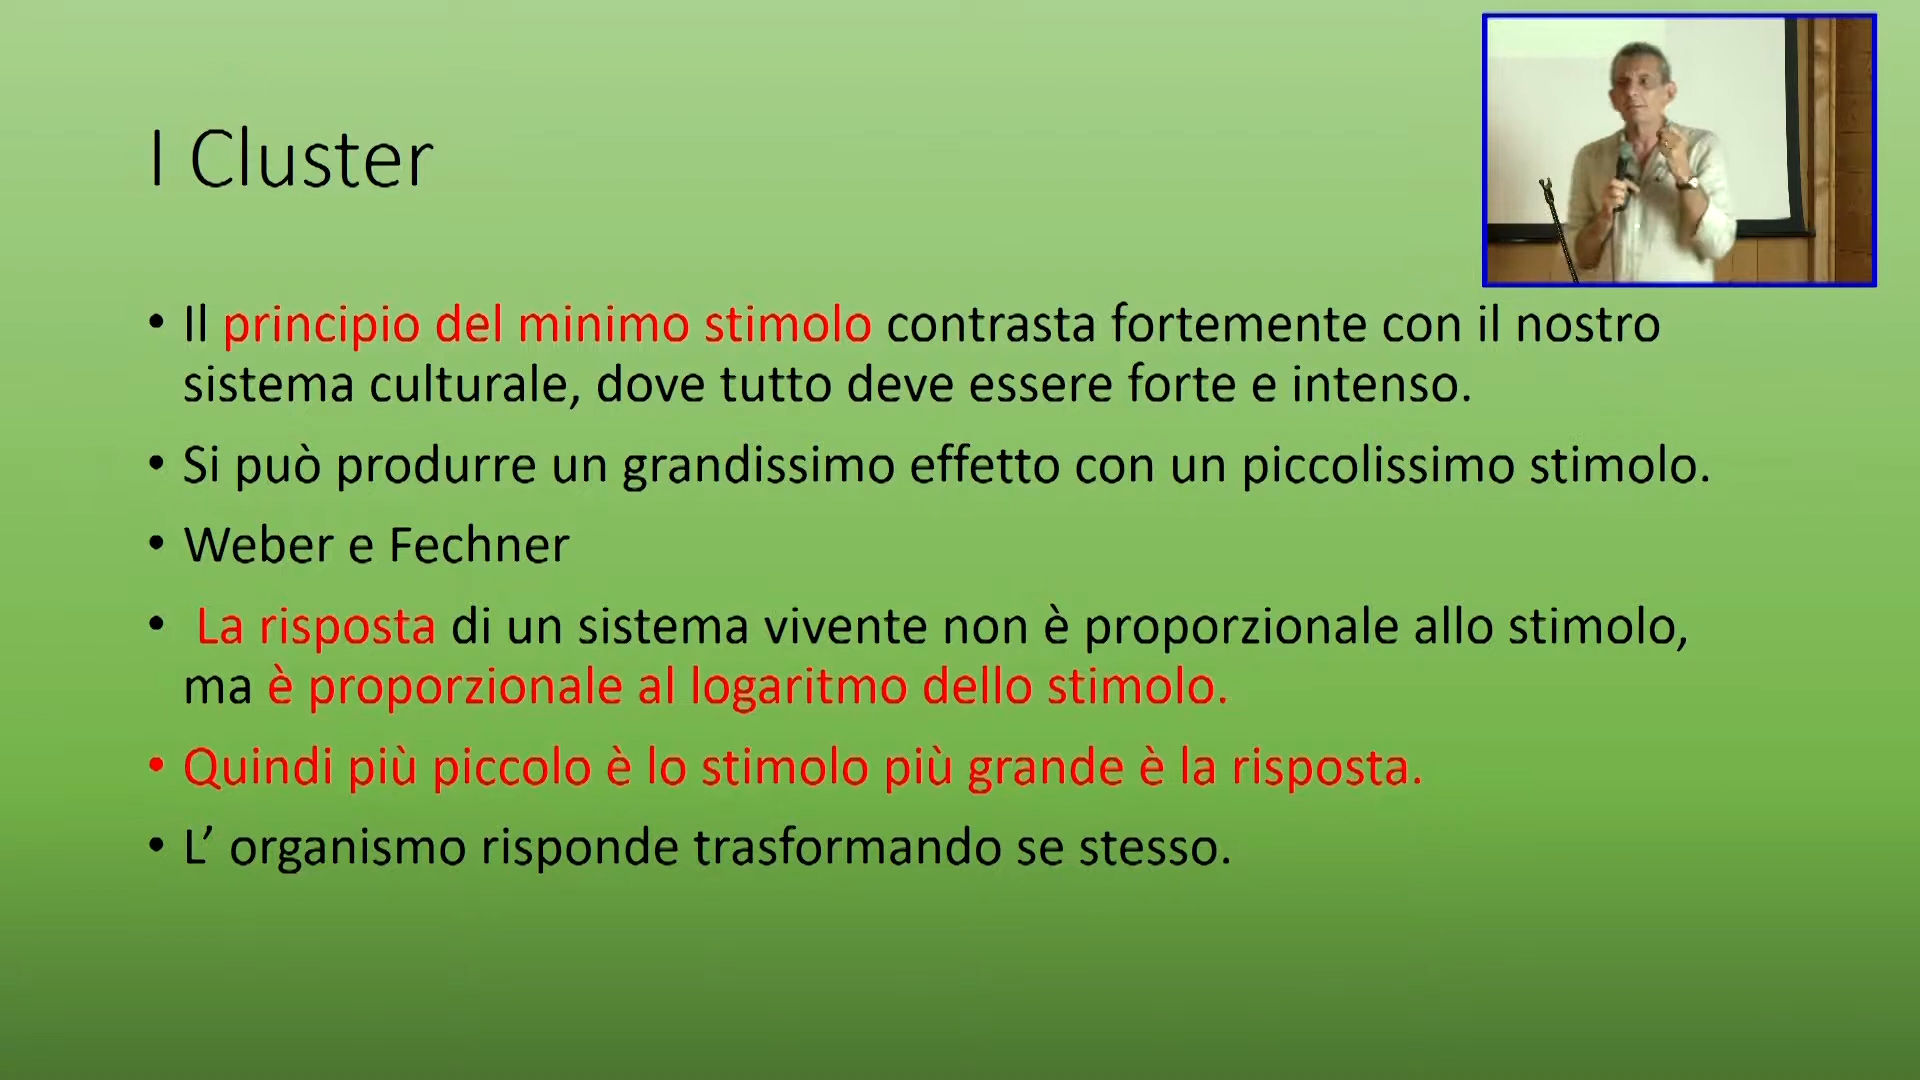 I Cluster
• Il principio del minimo stimolo contrasta fortemente con il nostro
sistema culturale, dove tutto deve essere forte e intenso.
• Si può produrre un grandissimo effetto con un piccolissimo stimolo.
• Weber e Fechner
• La risposta di un sistema vivente non è proporzionale allo stimolo,
ma è proporzionale al logaritmo dello stimolo.
• Quindi più piccolo è lo stimolo più grande è la risposta.
• L’ organismo risponde trasformando se stesso.